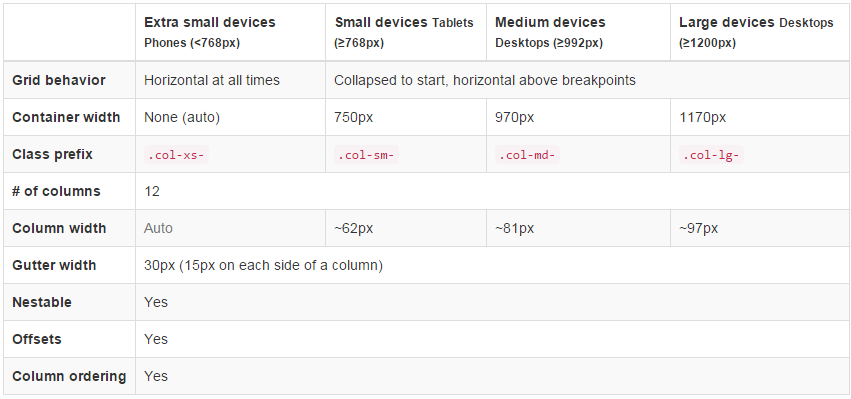 Extra small devices Small devices Tablets Medium devices Large devices Desktops
Phones (<768px) (≥768px) Desktops (≥992px) (≥1200px)
Grid behavior Horizontal at all times Collapsed to start, horizontal above breakpoints
Container width None (auto) 750px 970px 1170px
Class prefix .col-xs- .col-sm- .col-md- .col-lg-
# of columns 12
Column width Auto ~62px ~81px ~97px
Gutter width 30px (15px on each side of a column)
Nestable Yes
Offsets Yes
Column ordering Yes